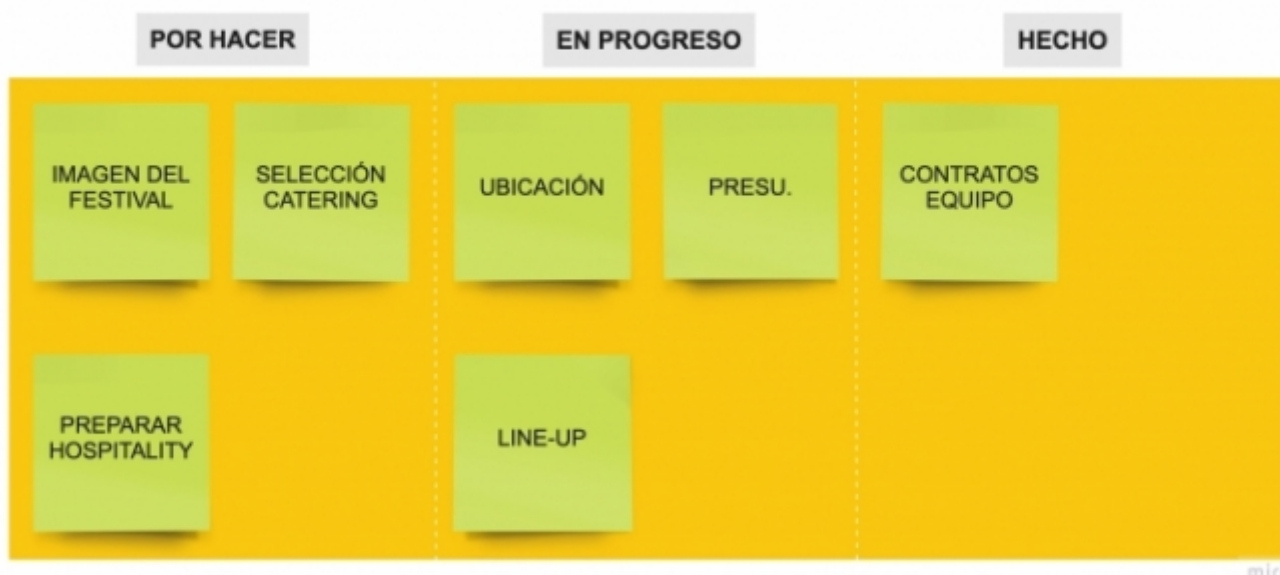 POR HACER
EN PROGRESO
HECHO
IMAGEN DEL
FESTIVAL
SELECCIÓN
CATERING
UBICACIÓN
PRESU.
CONTRATOS
EQUIPO
PREPARAR
HOSPITALITY
LINE-UP